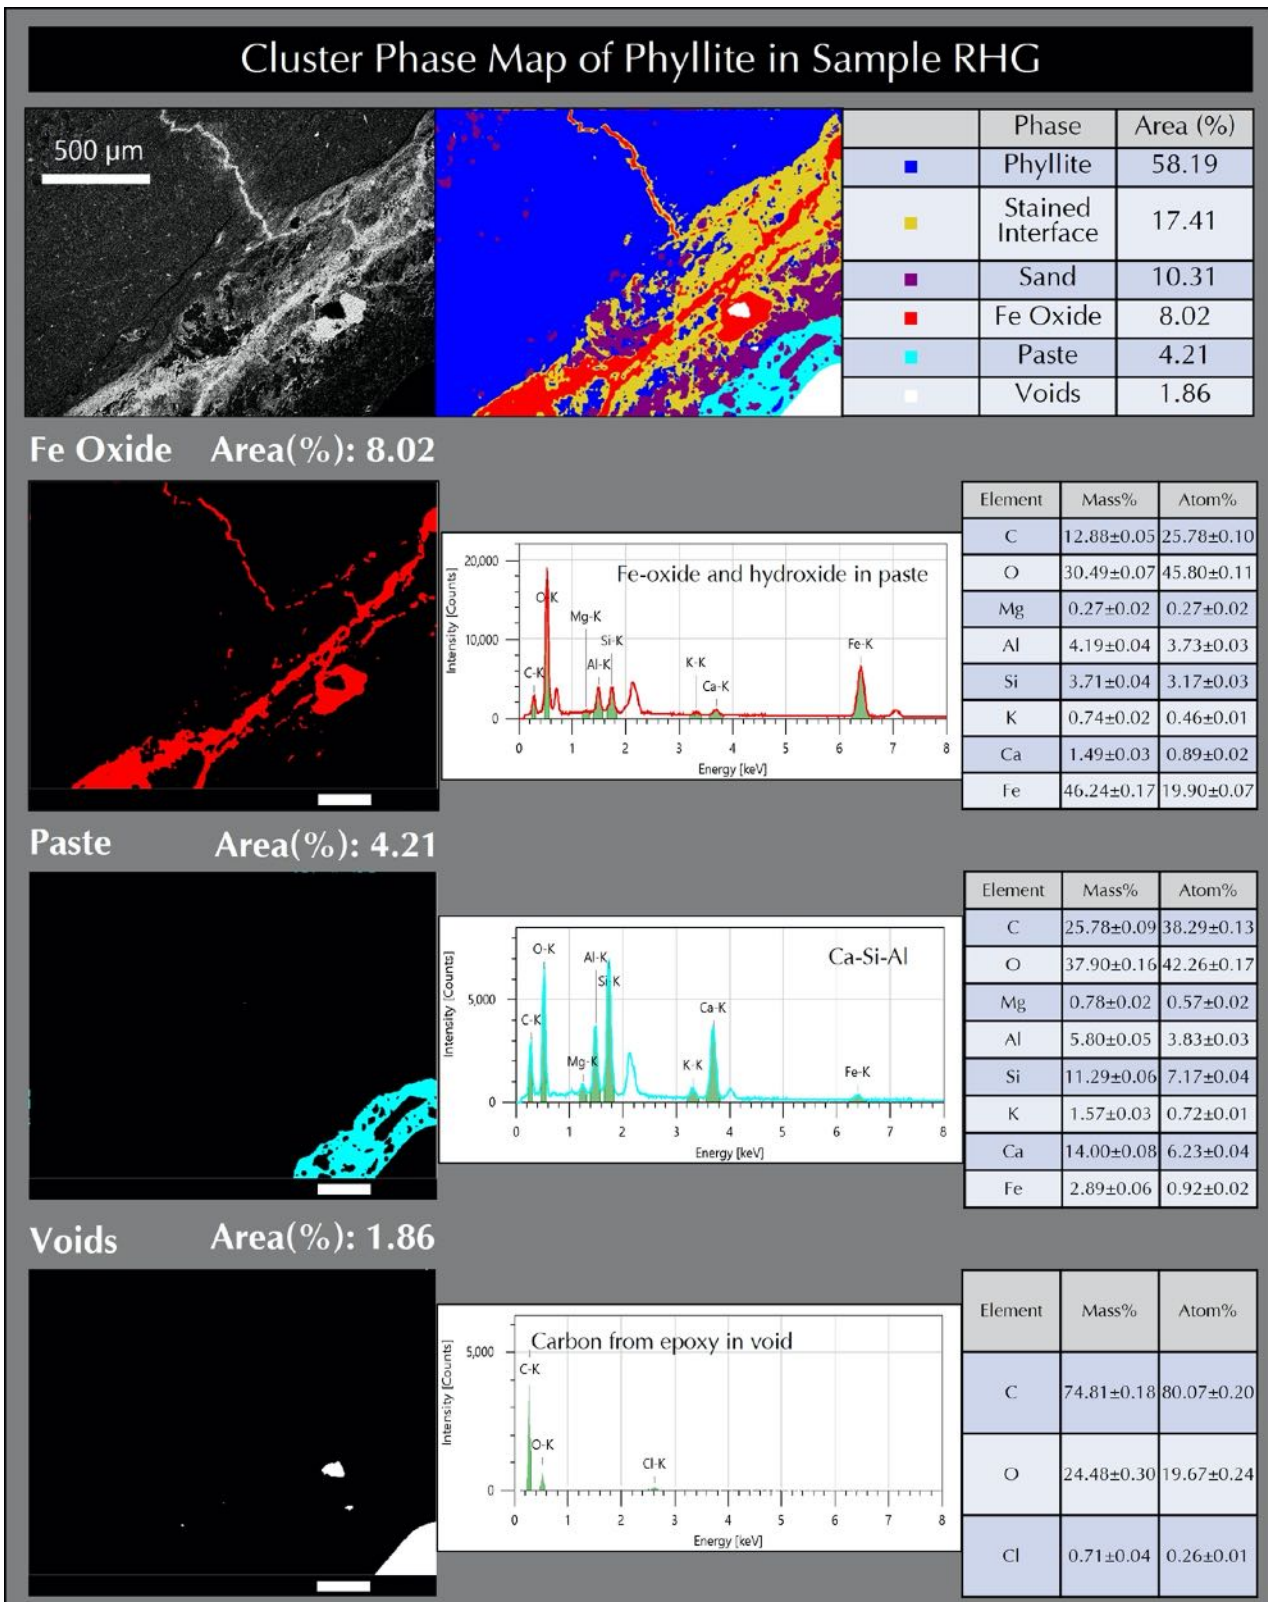 Cluster Phase Map of Phyllite in Sample RHG
500 µm
Phase Area (%)
Phyllite 58.19
Stained Interface 17.41
Sand 10.31
Fe Oxide 8.02
Paste 4.21
Voids 1.86
Fe Oxide Area(%): 8.02
Fe-oxide and hydroxide in paste
Intensity [Counts]
20,000
10,000
0
C-K
O-K
Mg-K
Al-K
Si-K
K-K
Ca-K
Fe-K
0 1 2 3 4 5 6 7 8
Energy [keV]
Element Mass% Atom%
C 12.88±0.05 25.78±0.10
O 30.49±0.07 45.80±0.11
Mg 0.27±0.02 0.27±0.02
Al 4.19±0.04 3.73±0.03
Si 3.71±0.04 3.17±0.03
K 0.74±0.02 0.46±0.01
Ca 1.49±0.03 0.89±0.02
Fe 46.24±0.17 19.90±0.07
Paste Area(%): 4.21
Ca-Si-Al
Intensity [Counts]
5,000
0
C-K
O-K
Mg-K
Al-K
Si-K
K-K
Ca-K
Fe-K
0 1 2 3 4 5 6 7 8
Energy [keV]
Element Mass% Atom%
C 25.78±0.09 38.29±0.13
O 37.90±0.16 42.26±0.17
Mg 0.78±0.02 0.57±0.02
Al 5.80±0.05 3.83±0.03
Si 11.29±0.06 7.17±0.04
K 1.57±0.03 0.72±0.01
Ca 14.00±0.08 6.23±0.04
Fe 2.89±0.06 0.92±0.02
Voids Area(%): 1.86
Carbon from epoxy in void
Intensity [Counts]
5,000
0
C-K
O-K
Cl-K
0 1 2 3 4 5 6 7 8
Energy [keV]
Element Mass% Atom%
C 74.81±0.18 80.07±0.20
O 24.48±0.30 19.67±0.24
Cl 0.71±0.04 0.26±0.01